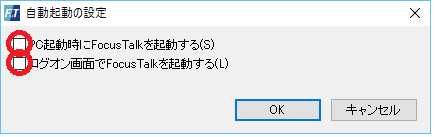 F.T 自動起動の設定
PC起動時にFocusTalkを起動する(S)
ログオン画面でFocusTalkを起動する(L)
OK キャンセル